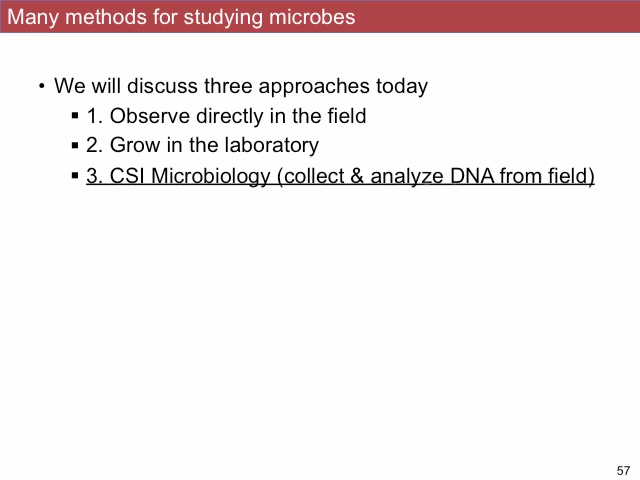 Many methods for studying microbes
• We will discuss three approaches today
▪ 1. Observe directly in the field
▪ 2. Grow in the laboratory
▪ 3. CSI Microbiology (collect & analyze DNA from field)
57